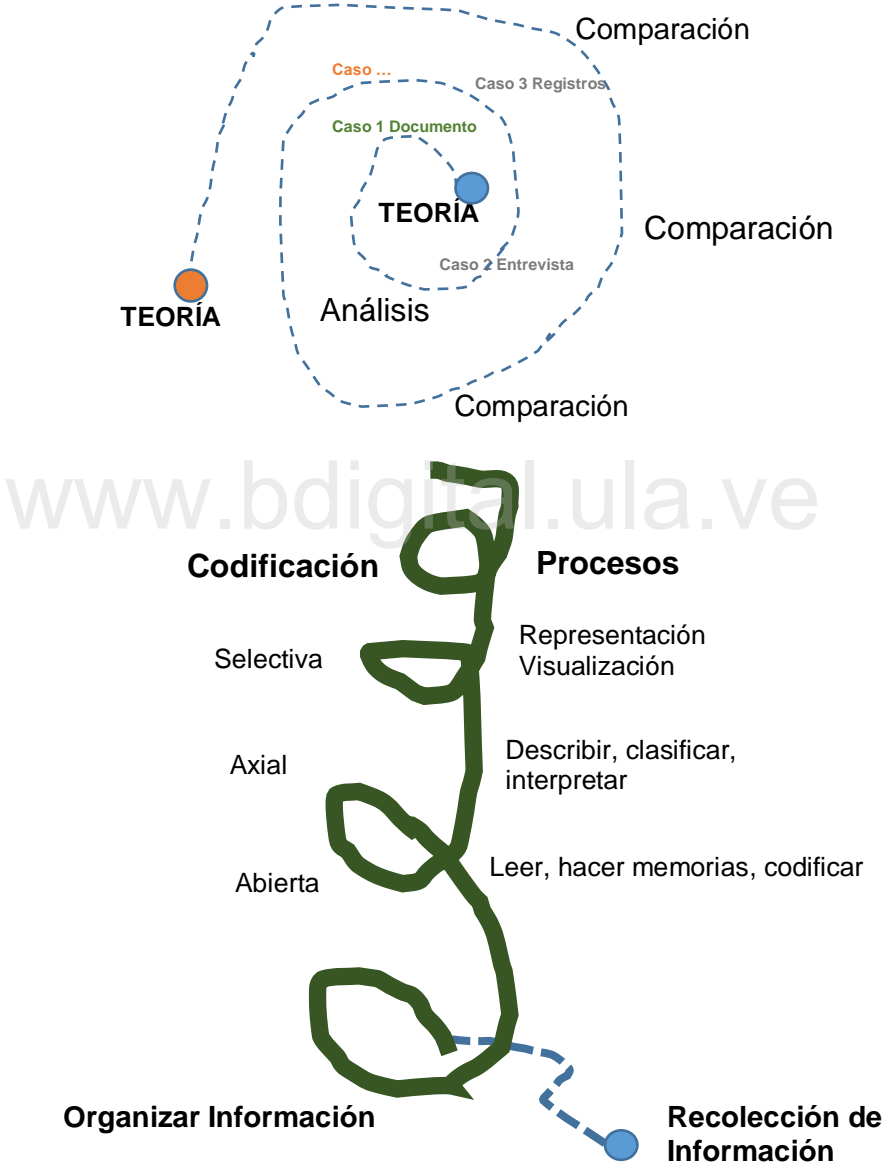 Comparación
Caso ...
Caso 3 Registros
Caso 1 Documento
TEORÍA
Comparación
Caso 2 Entrevista
Análisis
TEORÍA
Comparación
www.bdigital.ula.ve
Codificación
Procesos
Selectiva
Representación
Visualización
Axial
Describir, clasificar,
interpretar
Abierta
Leer, hacer memorias, codificar
Organizar Información
Recolección de
Información